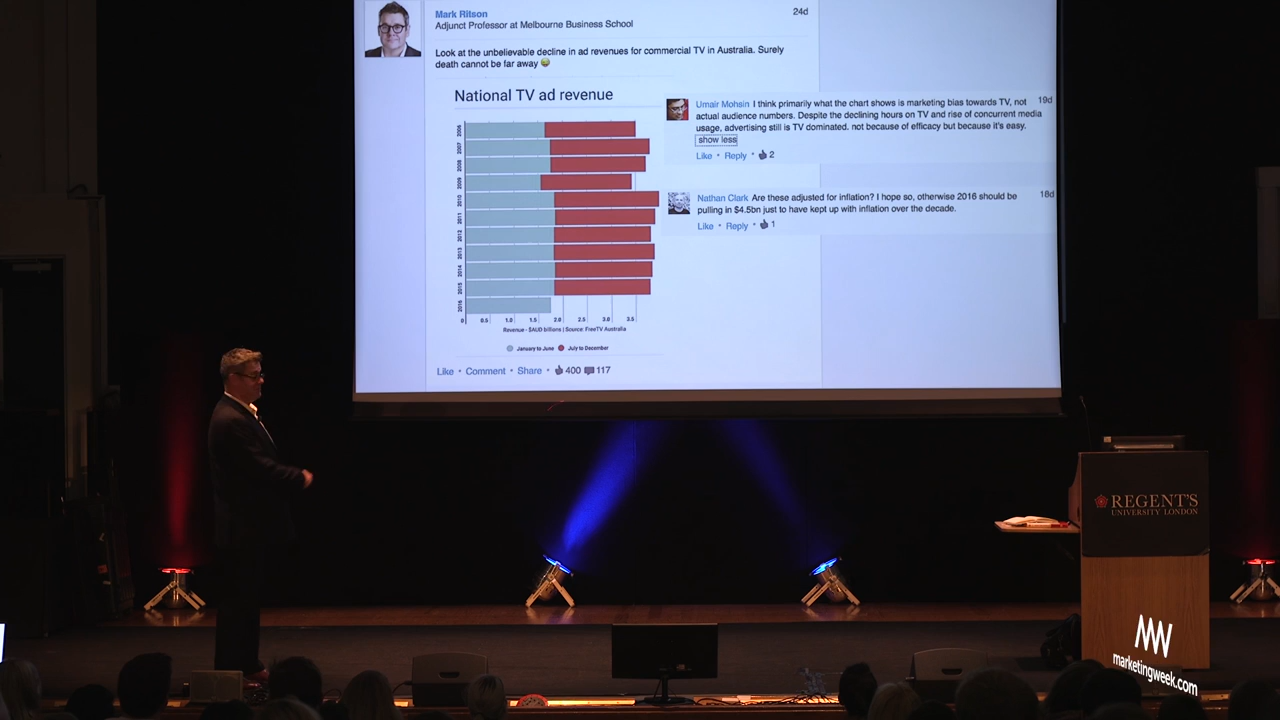 Mark Ritson
24d
Adjunct Professor at Melbourne Business School
Look at the unbelievable decline in ad revenues for commercial TV in Australia. Surely
death cannot be far away 😂
National TV ad revenue
2006
2007
2008
2009
2010
2011
2012
2013
2014
2015
2016
0 0.5 1.0 1.5 2.0 2.5 3.0 3.5
Revenue - $AUD billions | Source: FreeTV Australia
January to June July to December
Like • Comment • Share • 400 117
Umair Mohsin I think primarily what the chart shows is marketing bias towards TV, not
19d
actual audience numbers. Despite the declining hours on TV and rise of concurrent media
usage, advertising still is TV dominated. not because of efficacy but because it's easy.
show less
Like • Reply • 2
Nathan Clark Are these adjusted for inflation? I hope so, otherwise 2016 should be
18d
pulling in $4.5bn just to have kept up with inflation over the decade.
Like • Reply • 1
REGENT'S
UNIVERSITY LONDON
MW
marketingweek.com